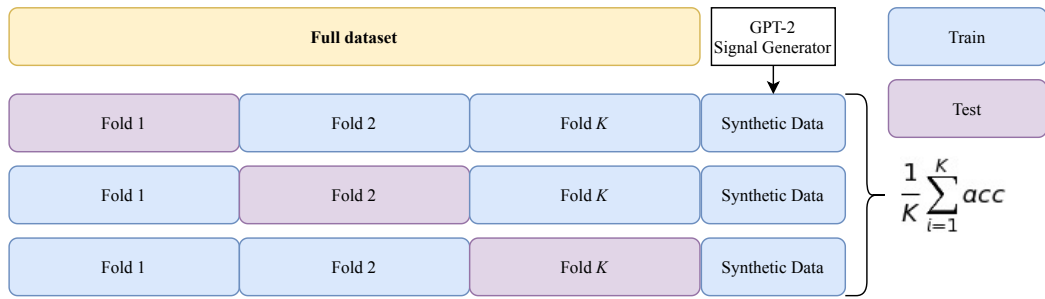 Full dataset
GPT-2
Signal Generator
Train
Fold 1
Fold 2
Fold K
Synthetic Data
Test
Fold 1
Fold 2
Fold K
Synthetic Data
1/K ∑_{i=1}^{K} acc
Fold 1
Fold 2
Fold K
Synthetic Data